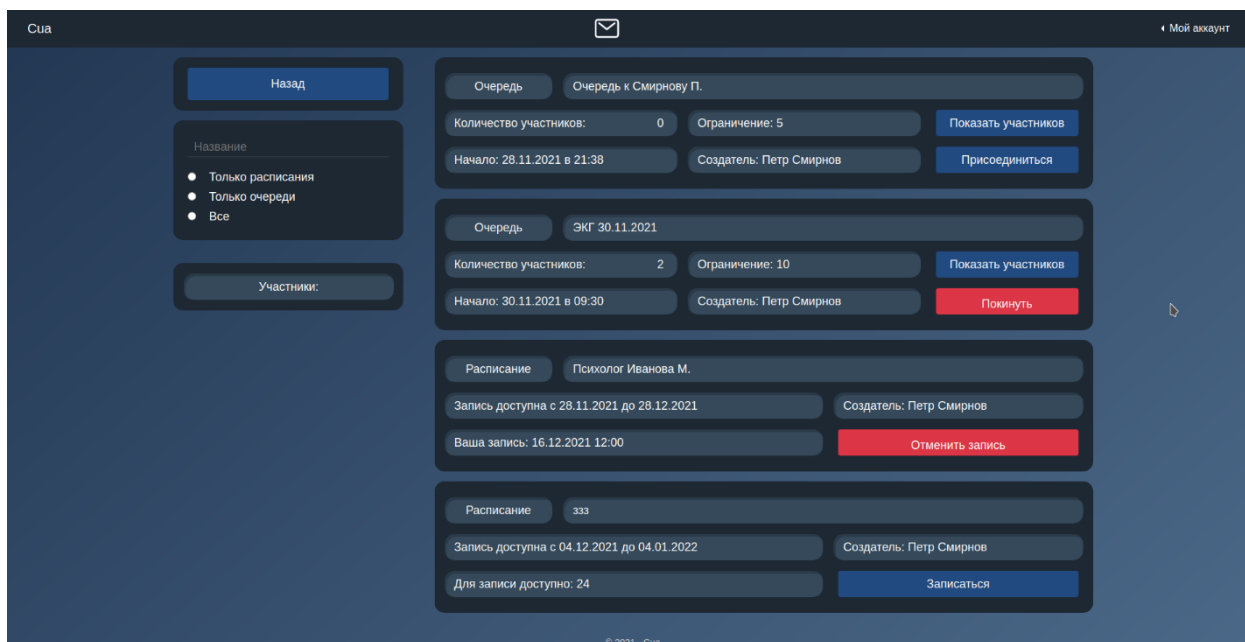 Cua
Мой аккаунт
Назад
Название
Только расписания
Только очереди
Все
Участники:
Очередь
Очередь к Смирнову П.
Количество участников: 0
Ограничение: 5
Показать участников
Начало: 28.11.2021 в 21:38
Создатель: Петр Смирнов
Присоединиться
Очередь
ЭКГ 30.11.2021
Количество участников: 2
Ограничение: 10
Показать участников
Начало: 30.11.2021 в 09:30
Создатель: Петр Смирнов
Покинуть
Расписание
Психолог Иванова М.
Запись доступна с 28.11.2021 до 28.12.2021
Создатель: Петр Смирнов
Ваша запись: 16.12.2021 12:00
Отменить запись
Расписание
ззз
Запись доступна с 04.12.2021 до 04.01.2022
Создатель: Петр Смирнов
Для записи доступно: 24
Записаться
© 2021 - Cua